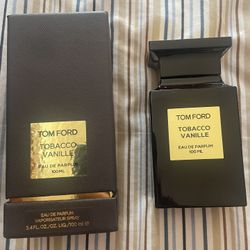 TOM FORD
TOBACCO
VANILLE
EAU DE PARFUM
100 ML
EAU DE PARFUM
VAPORISATEUR SPRAY
3.4 FL.OZ./OZ.LIQ./100 ml ℮
TOM FORD
TOBACCO
VANILLE
EAU DE PARFUM
100 ML